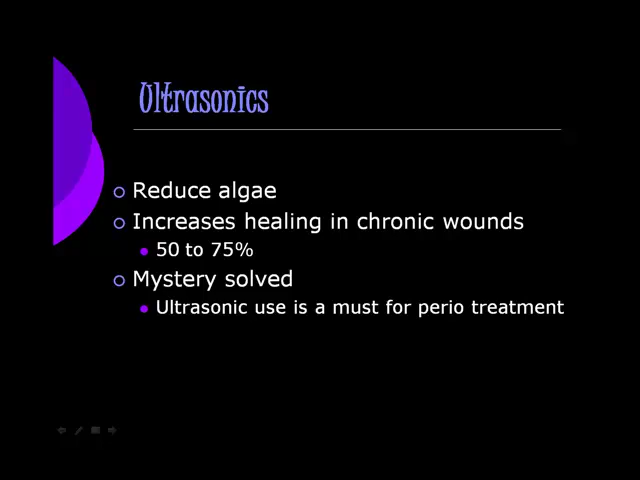 Ultrasonics
Reduce algae
Increases healing in chronic wounds
50 to 75%
Mystery solved
Ultrasonic use is a must for perio treatment